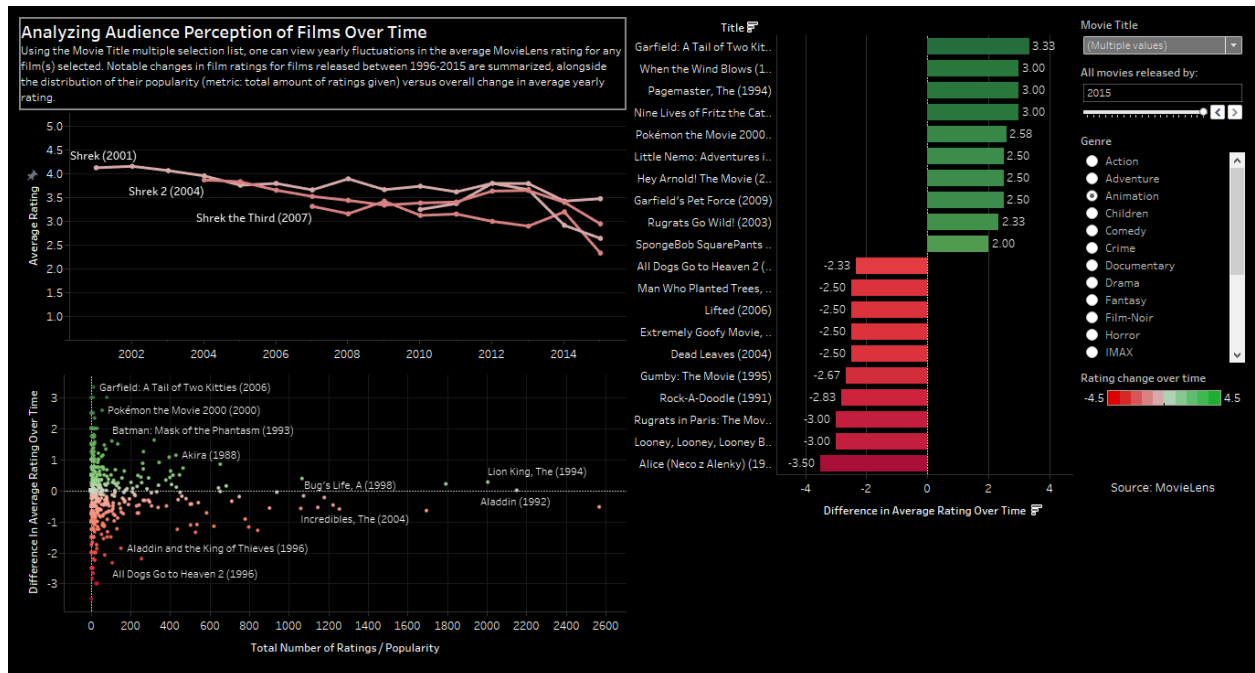 Analyzing Audience Perception of Films Over Time
Using the Movie Title multiple selection list, one can view yearly fluctuations in the average MovieLens rating for any
film(s) selected. Notable changes in film ratings for films released between 1996-2015 are summarized, alongside
the distribution of their popularity (metric: total amount of ratings given) versus overall change in average yearly
rating.
5.0
4.5
4.0
3.5
3.0
2.5
2.0
1.5
1.0
Average Rating
Shrek (2001)
Shrek 2 (2004)
Shrek the Third (2007)
2002 2004 2006 2008 2010 2012 2014
3
2
1
0
-1
-2
-3
Difference In Average Rating Over Time
Garfield: A Tail of Two Kitties (2006)
Pokémon the Movie 2000 (2000)
Batman: Mask of the Phantasm (1993)
Akira (1988)
Lion King, The (1994)
Bug's Life, A (1998)
Aladdin (1992)
Incredibles, The (2004)
Aladdin and the King of Thieves (1996)
All Dogs Go to Heaven 2 (1996)
0 200 400 600 800 1000 1200 1400 1600 1800 2000 2200 2400 2600
Total Number of Ratings / Popularity
Title
Garfield: A Tail of Two Kit.. 3.33
When the Wind Blows (1.. 3.00
Pagemaster, The (1994) 3.00
Nine Lives of Fritz the Cat.. 3.00
Pokémon the Movie 2000.. 2.58
Little Nemo: Adventures i.. 2.50
Hey Arnold! The Movie (2.. 2.50
Garfield's Pet Force (2009) 2.50
Rugrats Go Wild! (2003) 2.33
SpongeBob SquarePants .. 2.00
All Dogs Go to Heaven 2 (.. -2.33
Man Who Planted Trees, .. -2.50
Lifted (2006) -2.50
Extremely Goofy Movie, .. -2.50
Dead Leaves (2004) -2.50
Gumby: The Movie (1995) -2.67
Rock-A-Doodle (1991) -2.83
Rugrats in Paris: The Mov.. -3.00
Looney, Looney, Looney B.. -3.00
Alice (Neco z Alenky) (19.. -3.50
-4 -2 0 2 4
Difference in Average Rating Over Time
Movie Title
(Multiple values)
All movies released by:
2015
Genre
Action
Adventure
Animation
Children
Comedy
Crime
Documentary
Drama
Fantasy
Film-Noir
Horror
IMAX
Rating change over time
-4.5 4.5
Source: MovieLens